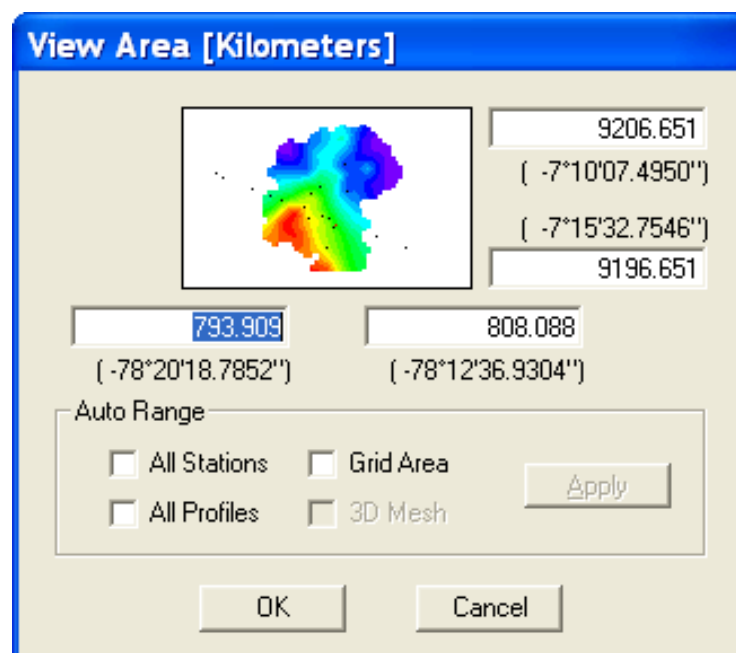 View Area [Kilometers]
9206.651
( -7°10'07.4950'')
( -7°15'32.7546'')
9196.651
793.909
808.088
( -78°20'18.7852'')
( -78°12'36.9304'')
Auto Range
All Stations
Grid Area
All Profiles
3D Mesh
Apply
OK
Cancel